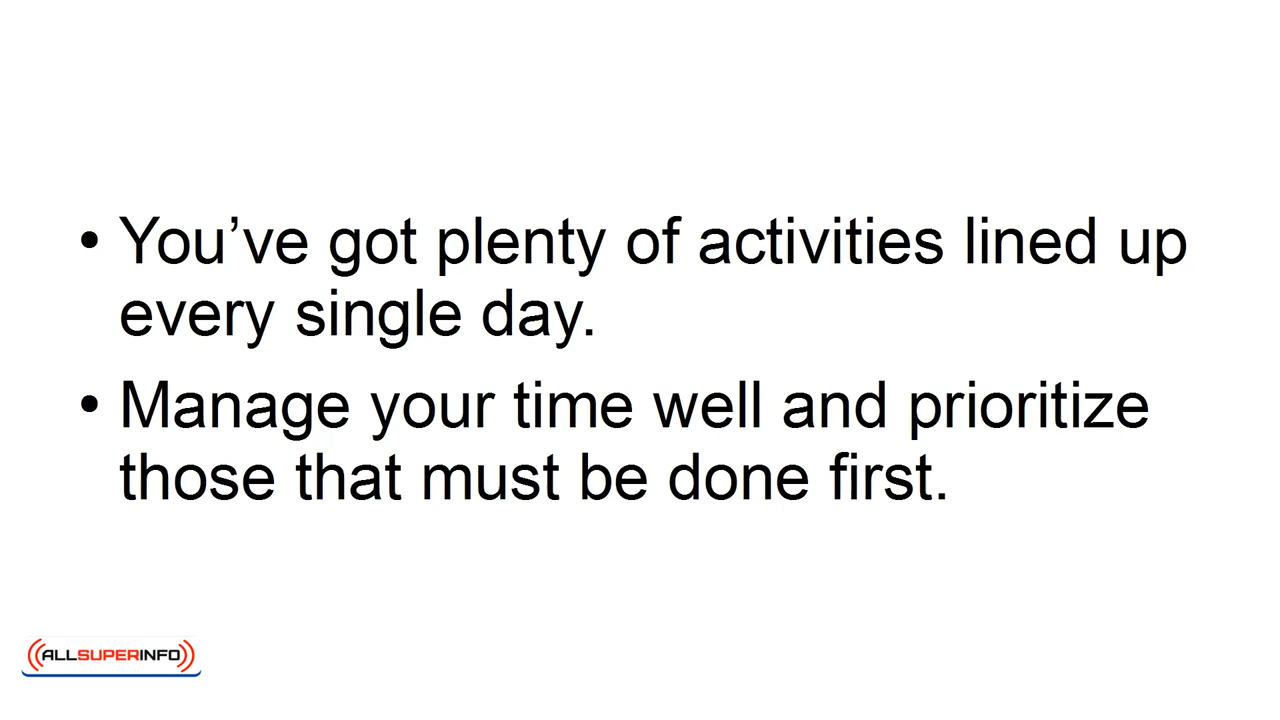 • You’ve got plenty of activities lined up
every single day.
• Manage your time well and prioritize
those that must be done first.
ALLSUPERINFO